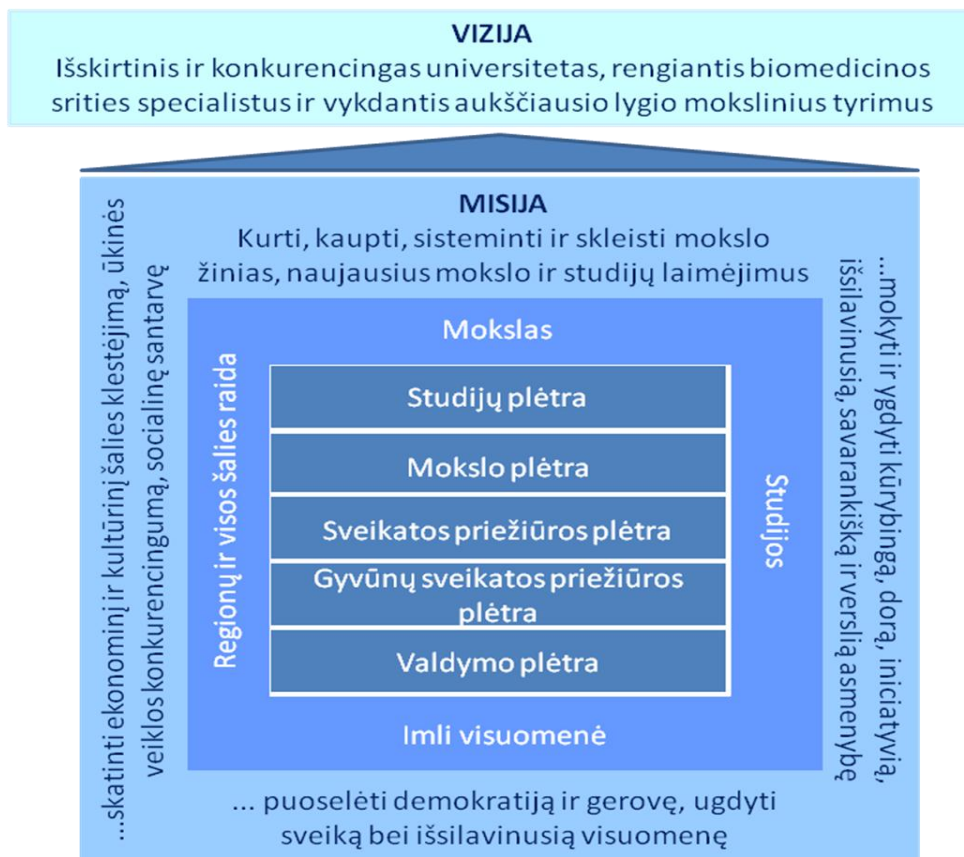 VIZIJA
Išskirtinis ir konkurencingas universitetas, rengiantis biomedicinos
srities specialistus ir vykdantis aukščiausio lygio mokslinius tyrimus
MISIJA
Kurti, kaupti, sisteminti ir skleisti mokslo
žinias, naujausius mokslo ir studijų laimėjimus
...skatinti ekonominį ir kultūrinį šalies klestėjimą, ūkinės
veiklos konkurencingumą, socialinę santarvę
Regionų ir visos šalies raida
Mokslas
Studijų plėtra
Mokslo plėtra
Sveikatos priežiūros plėtra
Gyvūnų sveikatos priežiūros
plėtra
Valdymo plėtra
Imli visuomenė
Studijos
...mokyti ir ygdyti kūrybingą, dorą, iniciatyvią,
išsilavinusią, savarankišką ir verslią asmenybę
... puoselėti demokratiją ir gerovę, ugdyti
sveiką bei išsilavinusią visuomenę